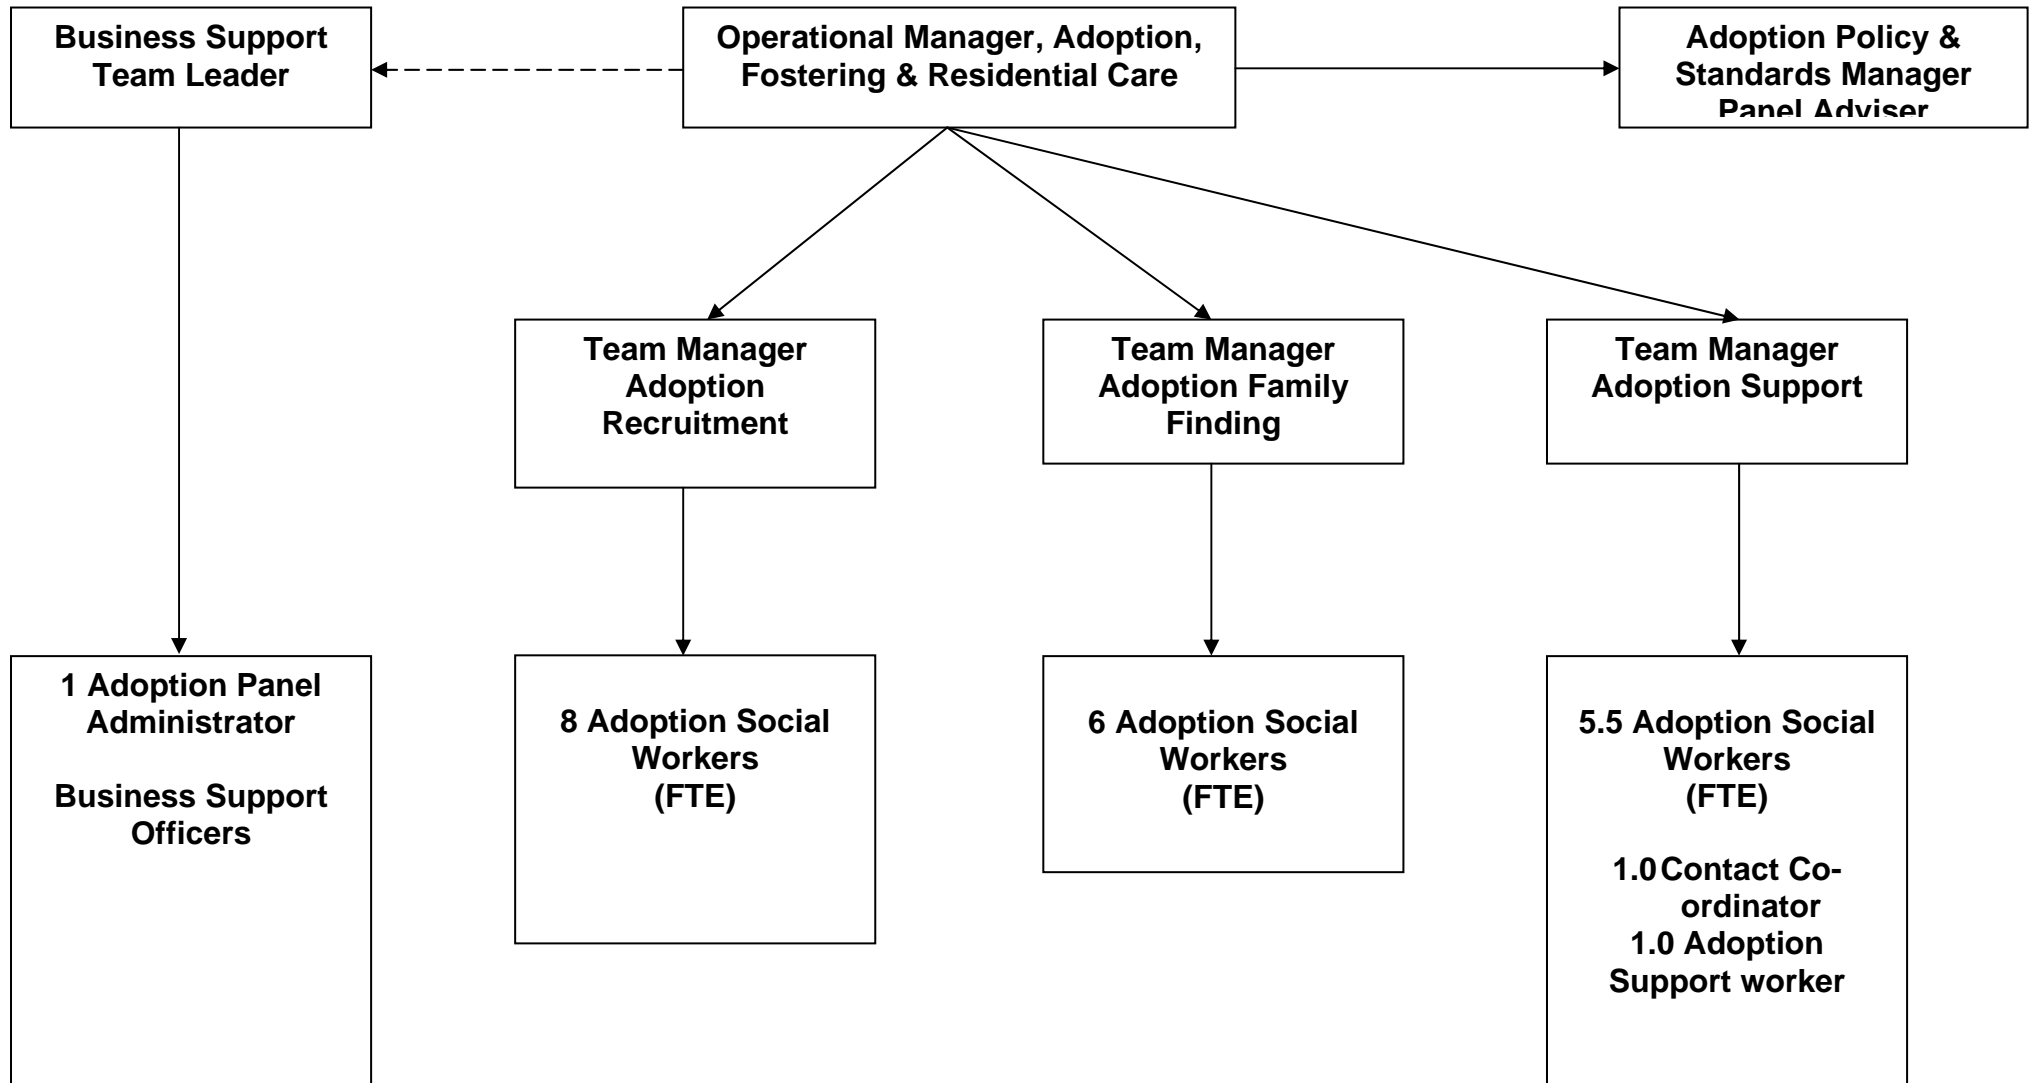 Business Support
Team Leader
Operational Manager, Adoption,
Fostering & Residential Care
Adoption Policy &
Standards Manager
Panel Adviser
Team Manager
Adoption
Recruitment
Team Manager
Adoption Family
Finding
Team Manager
Adoption Support
1 Adoption Panel
Administrator
Business Support
Officers
8 Adoption Social
Workers
(FTE)
6 Adoption Social
Workers
(FTE)
5.5 Adoption Social
Workers
(FTE)
1.0 Contact Co-
ordinator
1.0 Adoption
Support worker